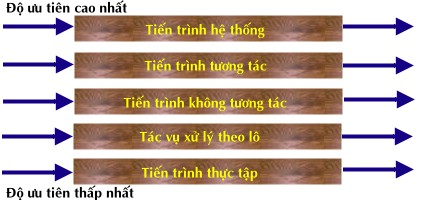 Độ ưu tiên cao nhất
Tiến trình hệ thống
Tiến trình tương tác
Tiến trình không tương tác
Tác vụ xử lý theo lô
Tiến trình thực tập
Độ ưu tiên thấp nhất